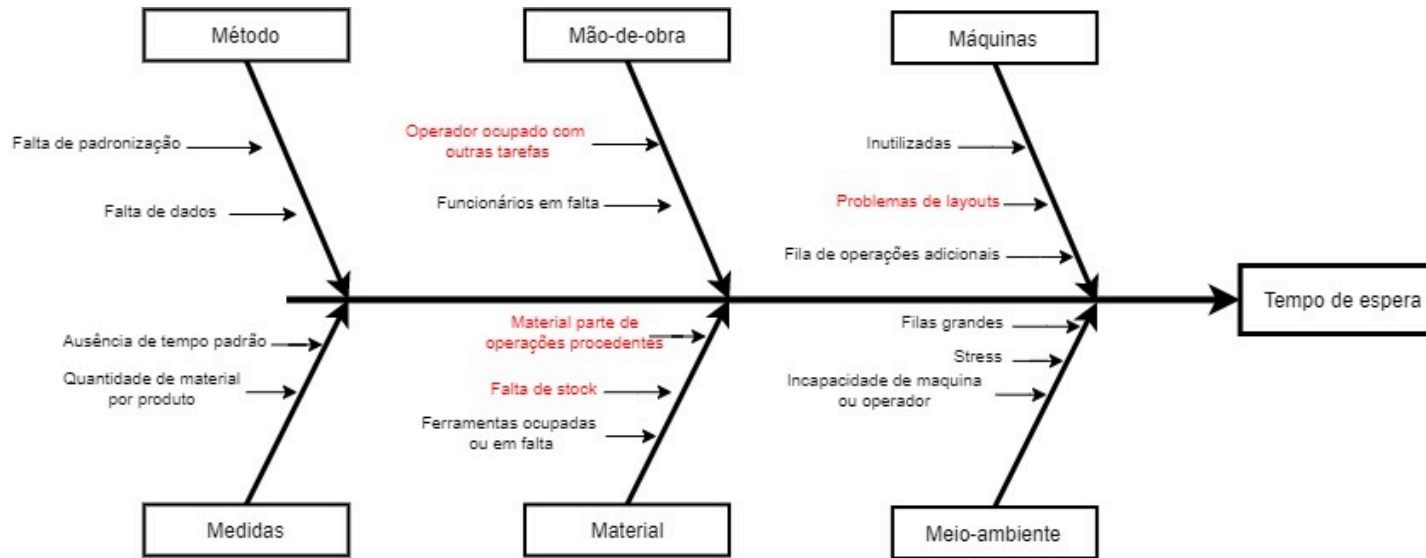 Método
Mão-de-obra
Máquinas
Falta de padronização
Falta de dados
Operador ocupado com
outras tarefas
Funcionários em falta
Inutilizadas
Problemas de layouts
Fila de operações adicionais
Tempo de espera
Ausência de tempo padrão
Quantidade de material
por produto
Material parte de
operações procedentes
Falta de stock
Ferramentas ocupadas
ou em falta
Filas grandes
Stress
Incapacidade de maquina
ou operador
Medidas
Material
Meio-ambiente